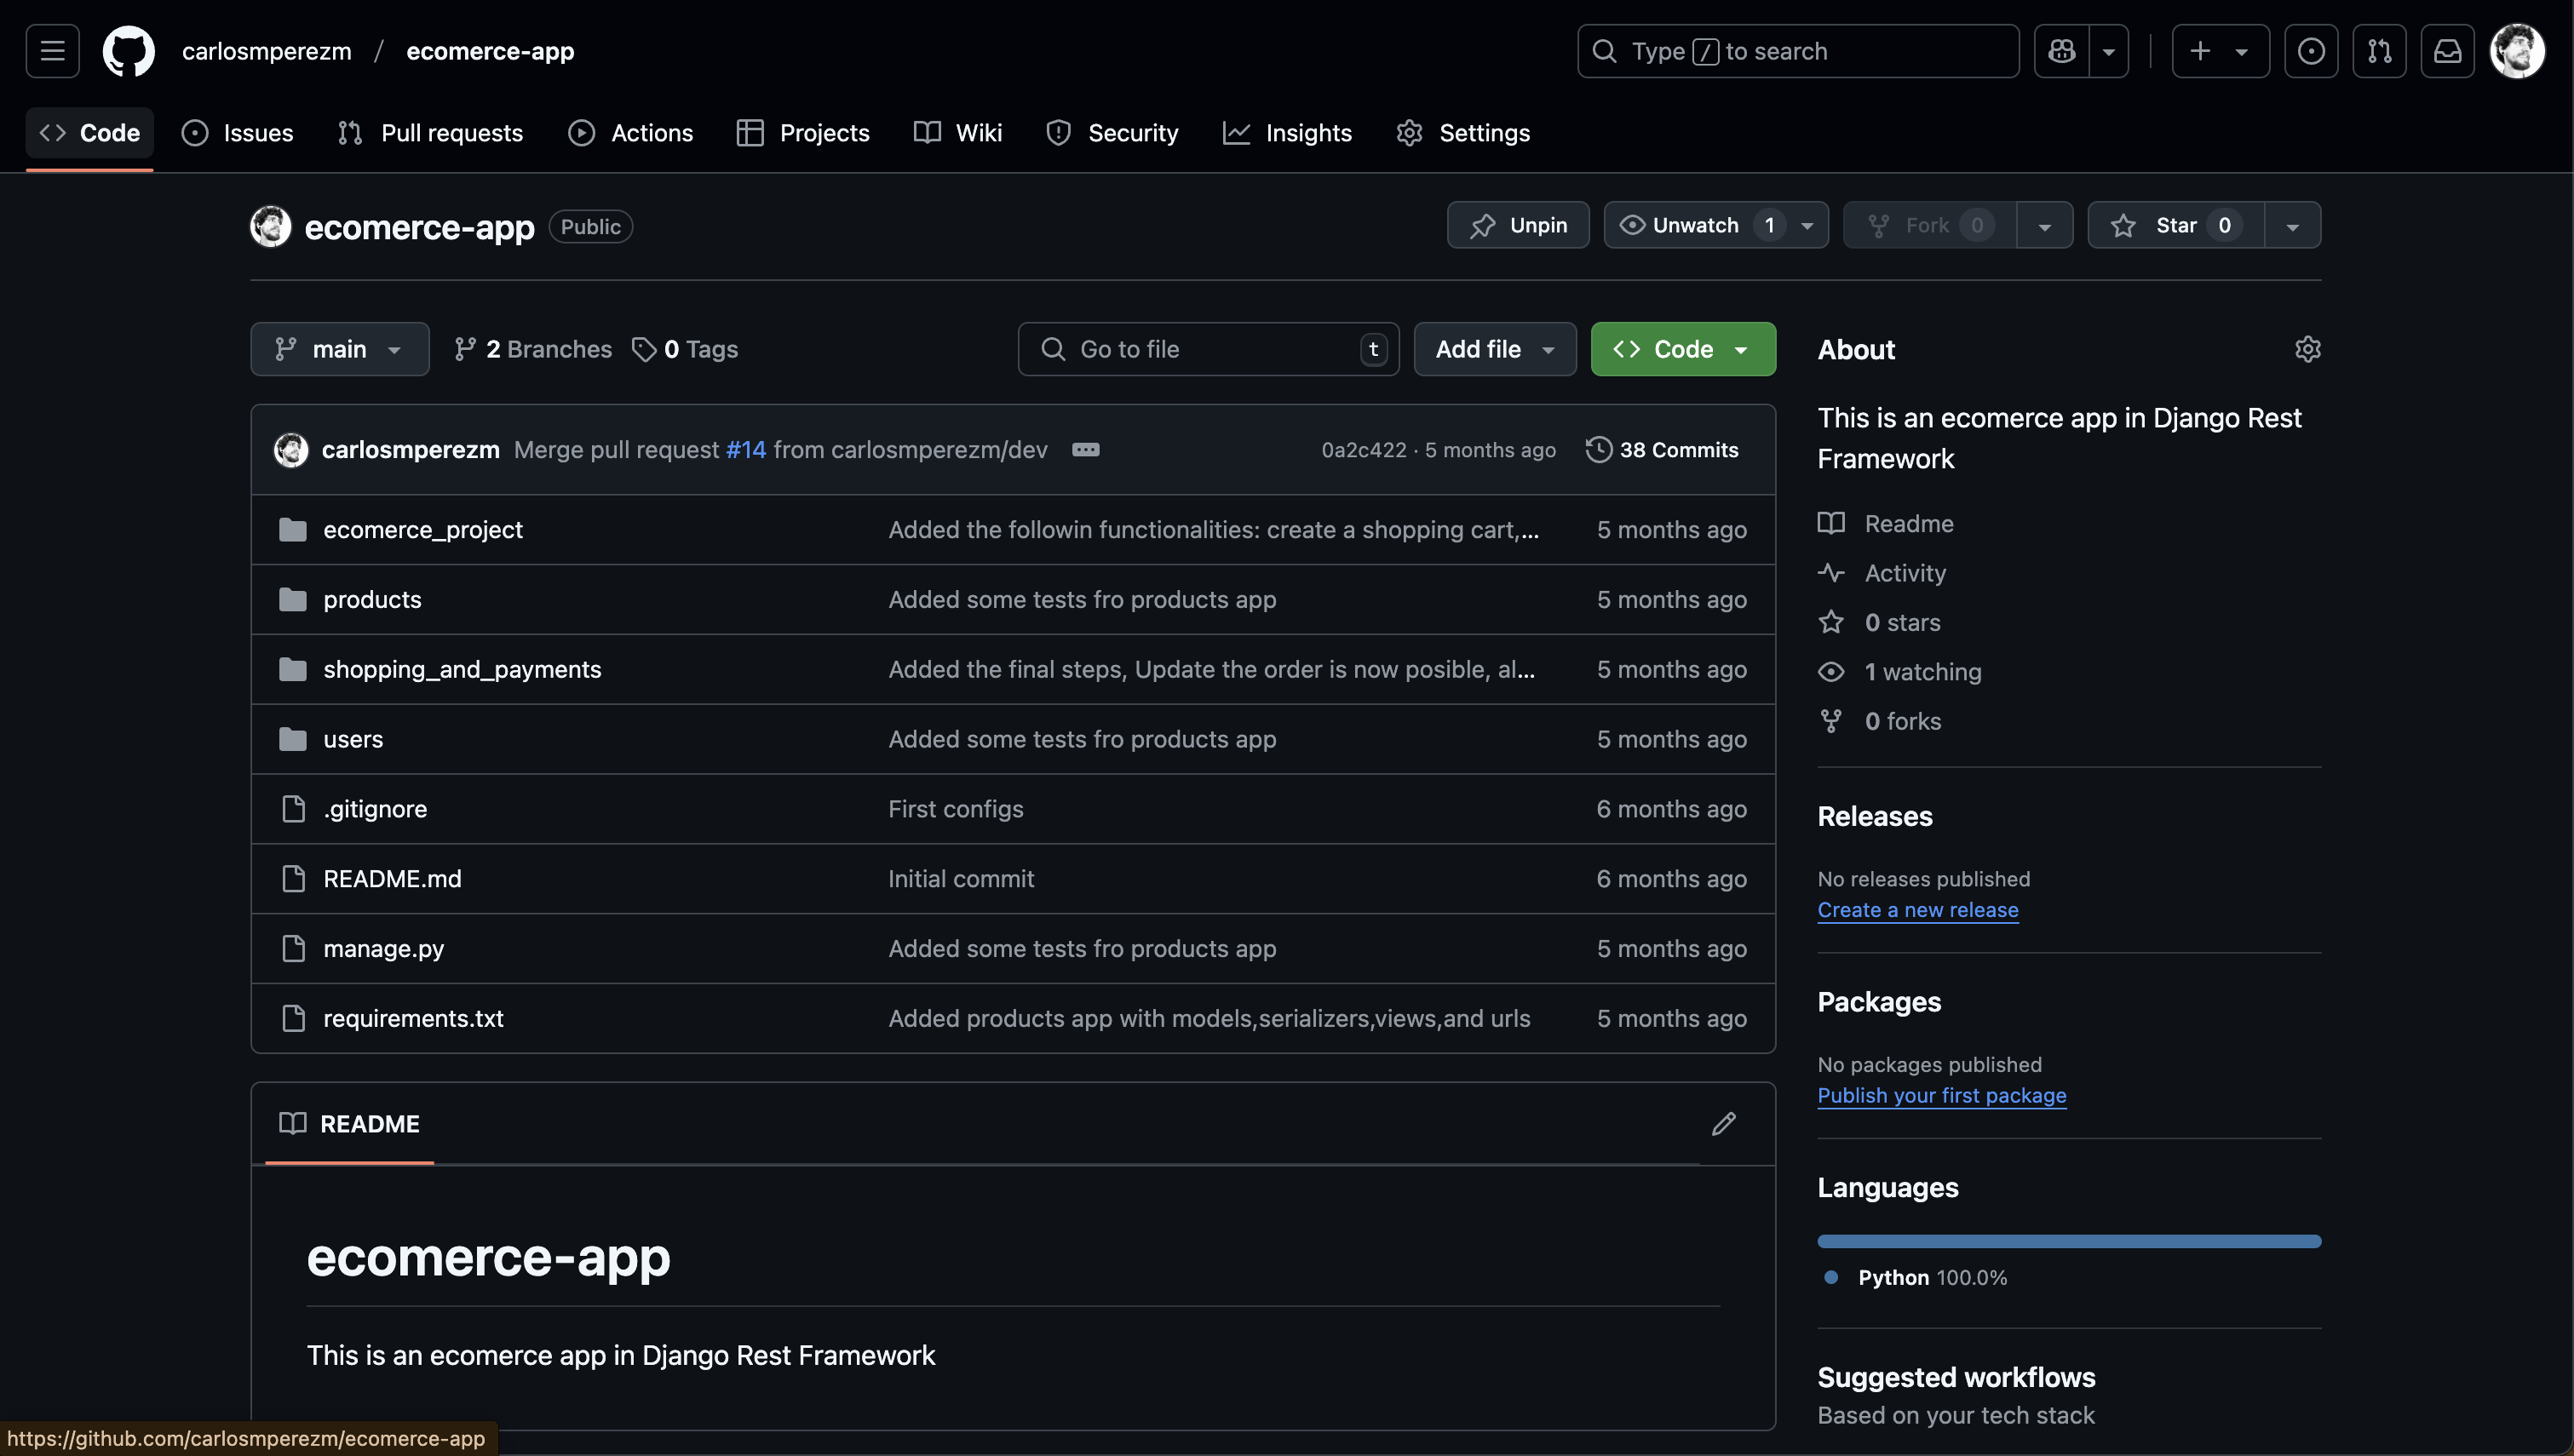 carlosmperezm / ecomerce-app
Type / to search
Code Issues Pull requests Actions Projects Wiki Security Insights Settings
ecomerce-app Public
Unpin Unwatch 1 Fork 0 Star 0
main 2 Branches 0 Tags
Go to file t Add file Code
carlosmperezm Merge pull request #14 from carlosmperezm/dev 0a2c422 · 5 months ago 38 Commits
ecomerce_project Added the followin functionalities: create a shopping cart,... 5 months ago
products Added some tests fro products app 5 months ago
shopping_and_payments Added the final steps, Update the order is now posible, al... 5 months ago
users Added some tests fro products app 5 months ago
.gitignore First configs 6 months ago
README.md Initial commit 6 months ago
manage.py Added some tests fro products app 5 months ago
requirements.txt Added products app with models,serializers,views,and urls 5 months ago
README
ecomerce-app
This is an ecomerce app in Django Rest Framework
About
This is an ecomerce app in Django Rest
Framework
Readme
Activity
0 stars
1 watching
0 forks
Releases
No releases published
Create a new release
Packages
No packages published
Publish your first package
Languages
Python 100.0%
Suggested workflows
Based on your tech stack
https://github.com/carlosmperezm/ecomerce-app